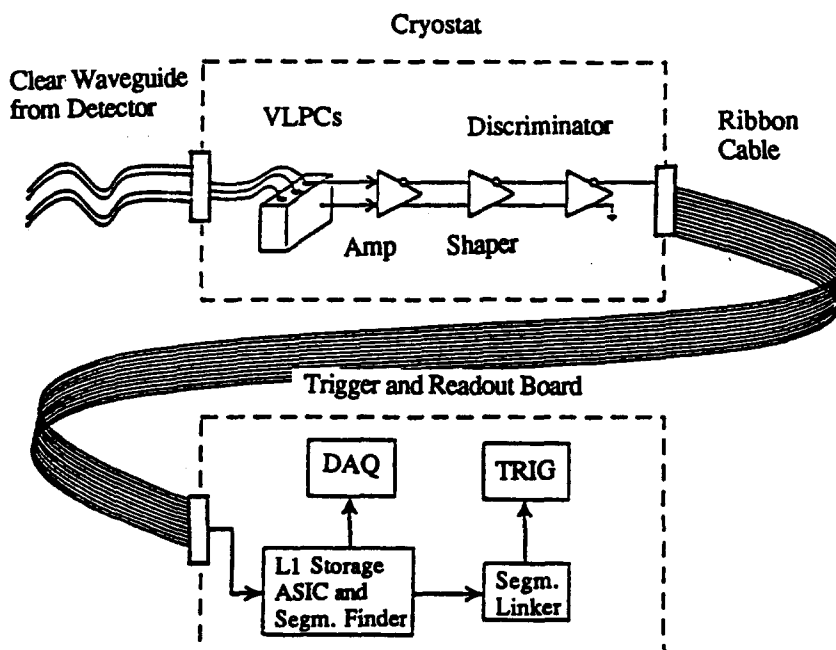 Cryostat
Clear Waveguide
from Detector
VLPCs
Discriminator
Ribbon
Cable
Amp
Shaper
Trigger and Readout Board
DAQ
TRIG
L1 Storage
ASIC and
Segm. Finder
Segm.
Linker